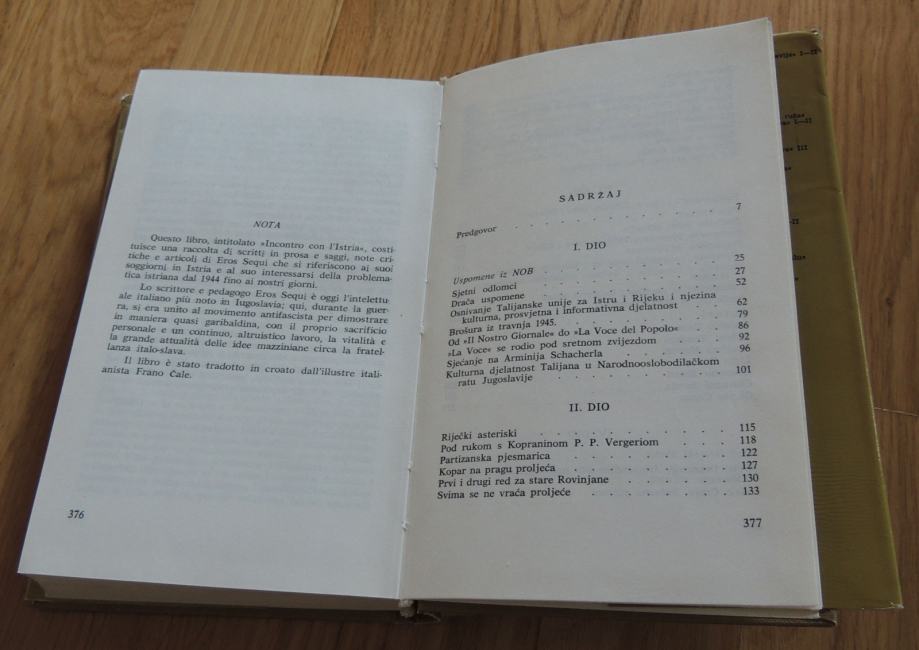 NOTA
Questo libro, intitolato »Incontro con l'Istria«, costi-
tuisce una raccolta di scritti in prosa e saggi, note cri-
tiche e articoli di Eros Sequi che si riferiscono ai suoi
soggiorni in Istria e al suo interessarsi della problema-
tica istriana dal 1944 fino ai nostri giorni.
Lo scrittore e pedagogo Eros Sequi è oggi l'intelettu-
ale italiano più noto in Iugoslavia; qui, durante la guer-
ra, si era unito al movimento antifascista per dimostrare
in maniera quasi garibaldina, con il proprio sacrificio
personale e un continuo, altruistico lavoro, la vitalità e
la grande attualità delle idee mazziniane circa la fratel-
lanza italo-slava.
Il libro è stato tradotto in croato dall'illustre itali-
anista Frano Čale.
376
SADRŽAJ
Predgovor . . . . . . . . . . . 7
I. DIO
Uspomene iz NOB . . . . . . . . . 25
Sjetni odlomci . . . . . . . . . . 27
Drača uspomene . . . . . . . . . 52
Osnivanje Talijanske unije za Istru i Rijeku i njezina
kulturna, prosvjetna i informativna djelatnost . 62
Brošura iz travnja 1945. . . . . . . . 79
Od »Il Nostro Giornale« do »La Voce del Popolo« . . 86
»La Voce« se rodio pod sretnom zvijezdom . . . 92
Sjećanje na Arminija Schacherla . . . . . 96
Kulturna djelatnost Talijana u Narodnooslobodilačkom
ratu Jugoslavije . . . . . . . . . 101
II. DIO
Riječki asteriski . . . . . . . . . 115
Pod rukom s Kopraninom P. P. Vergeriom . . . 118
Partizanska pjesmarica . . . . . . . 122
Kopar na pragu proljeća . . . . . . . 127
Prvi i drugi red za stare Rovinjane . . . . . 130
Svima se ne vraća proljeće . . . . . . 133
377
I—II
III